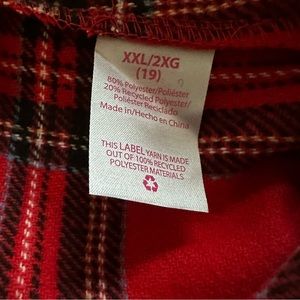 XXL/2XG
(19)
80% Polyester/Poliéster
20% Recycled Polyester/
Poliéster Reciclado
Made in/Hecho en China
THIS LABEL YARN IS MADE
OUT OF 100% RECYCLED
POLYESTER MATERIALS